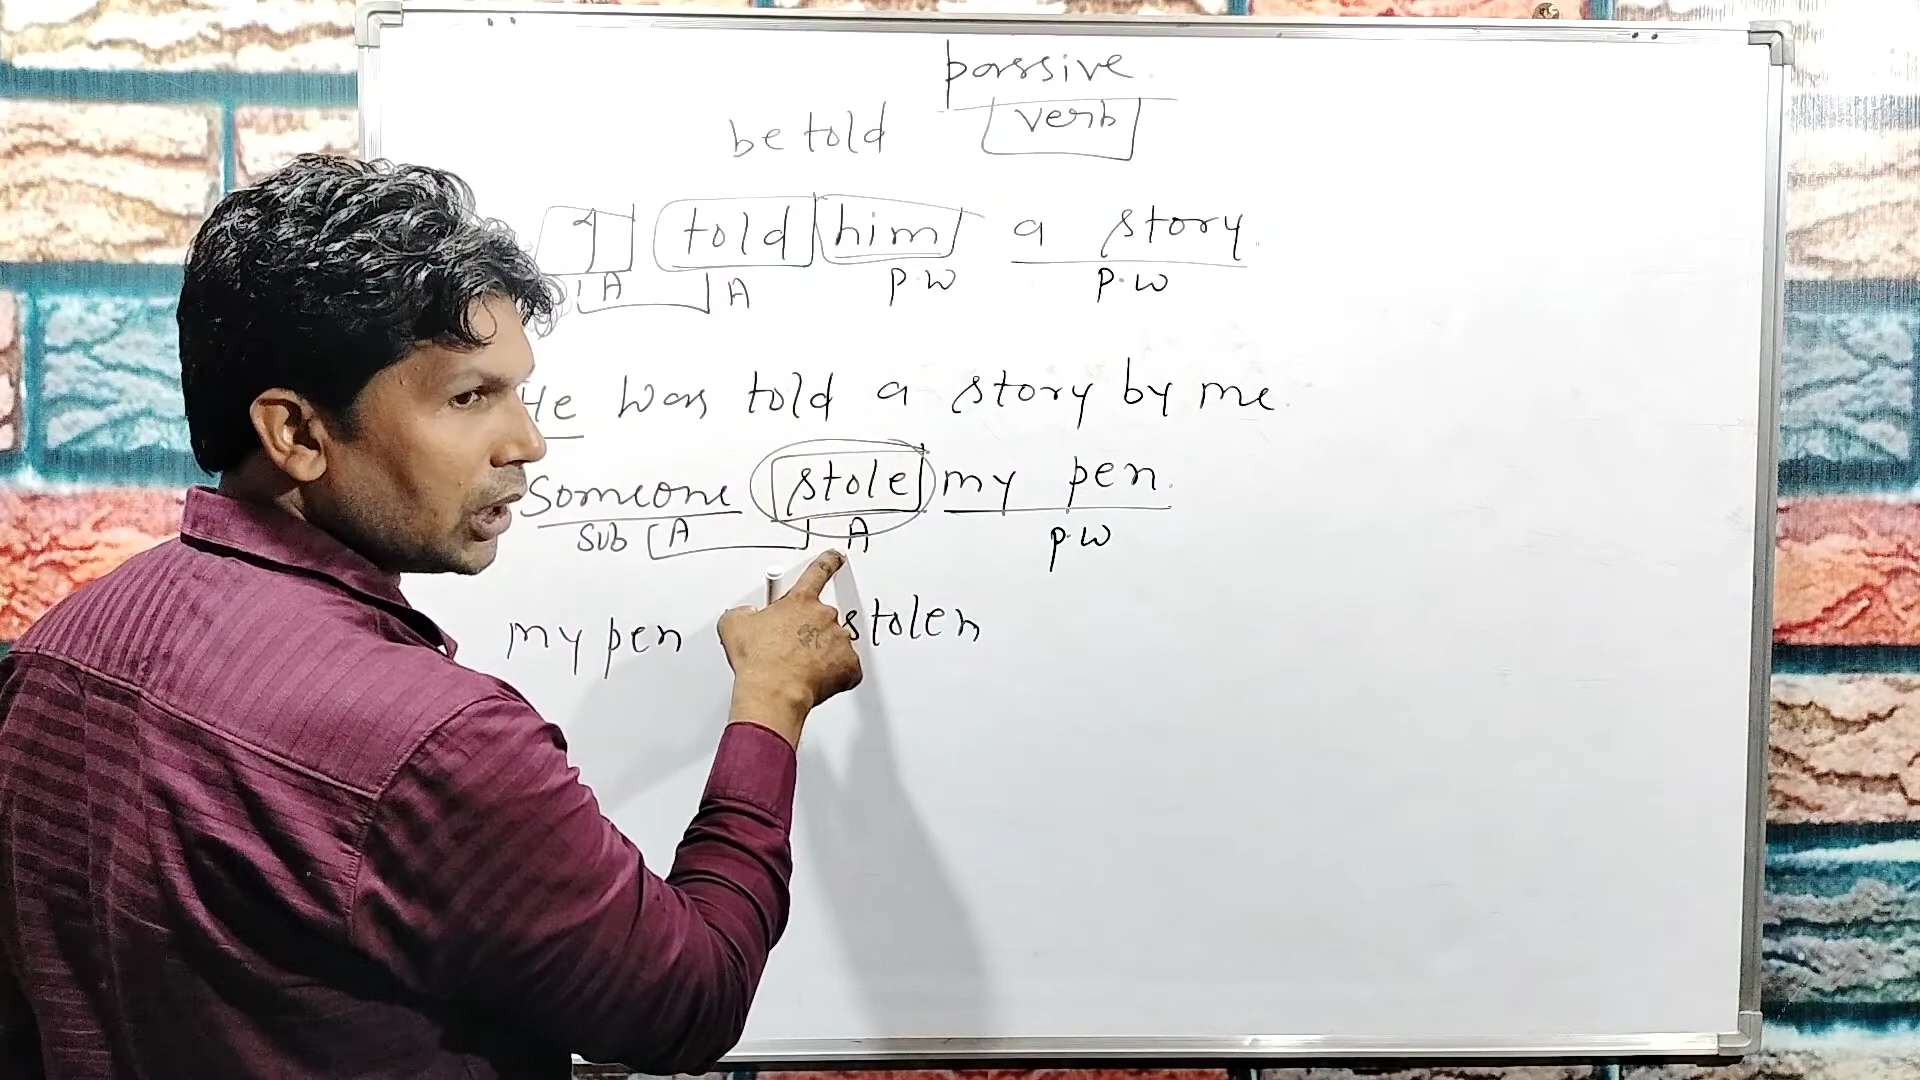 passive
be told verb
I told him a story.
A A P.W P.W
He was told a story by me.
Someone stole my pen.
Sub A A P.W
my pen stolen